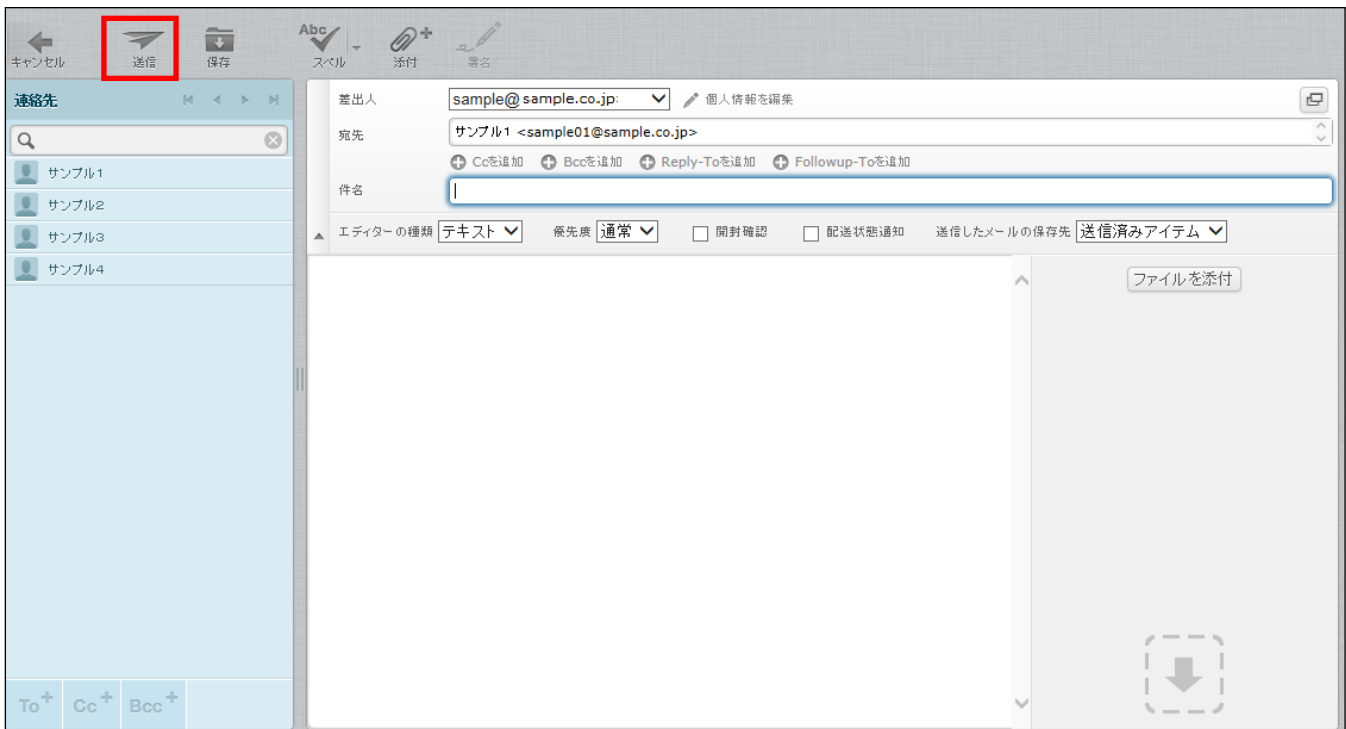 キャンセル 送信 保存 Abc スペル 添付 署名
連絡先
サンプル1
サンプル2
サンプル3
サンプル4
To+ Cc+ Bcc+
差出人 sample@sample.co.jp: 個人情報を編集
宛先 サンプル1 <sample01@sample.co.jp>
Ccを追加 Bccを追加 Reply-Toを追加 Followup-Toを追加
件名
エディターの種類 テキスト 優先度 通常 開封確認 配送状態通知 送信したメールの保存先 送信済みアイテム
ファイルを添付